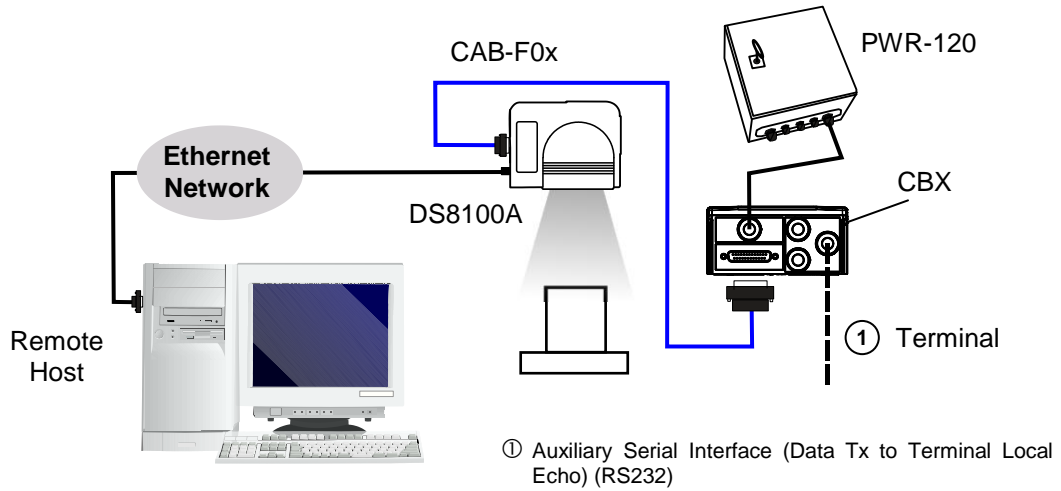 CAB-F0x
PWR-120
Ethernet
Network
CBX
DS8100A
Remote
Host
1 Terminal
① Auxiliary Serial Interface (Data Tx to Terminal Local
Echo) (RS232)